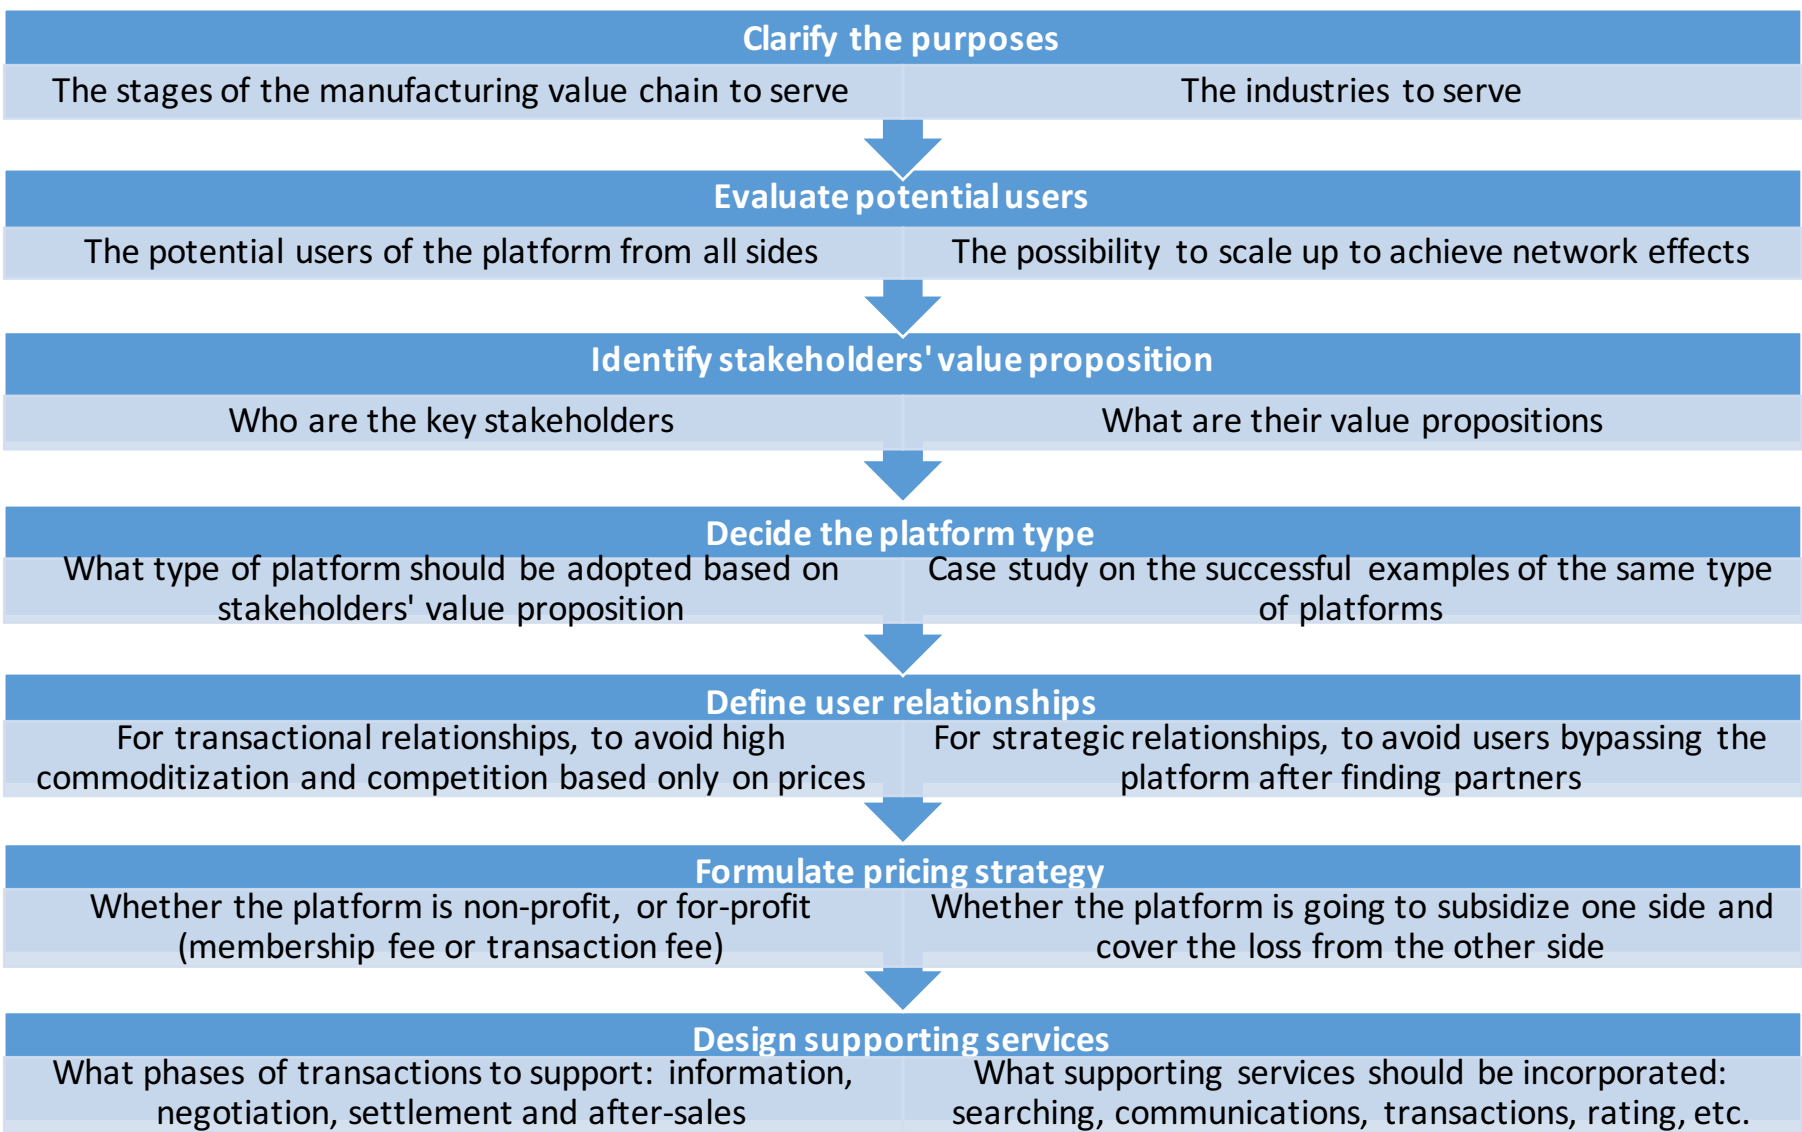 Clarify the purposes
The stages of the manufacturing value chain to serve
The industries to serve
Evaluate potential users
The potential users of the platform from all sides
The possibility to scale up to achieve network effects
Identify stakeholders' value proposition
Who are the key stakeholders
What are their value propositions
Decide the platform type
What type of platform should be adopted based on
stakeholders' value proposition
Case study on the successful examples of the same type
of platforms
Define user relationships
For transactional relationships, to avoid high
commoditization and competition based only on prices
For strategic relationships, to avoid users bypassing the
platform after finding partners
Formulate pricing strategy
Whether the platform is non-profit, or for-profit
(membership fee or transaction fee)
Whether the platform is going to subsidize one side and
cover the loss from the other side
Design supporting services
What phases of transactions to support: information,
negotiation, settlement and after-sales
What supporting services should be incorporated:
searching, communications, transactions, rating, etc.